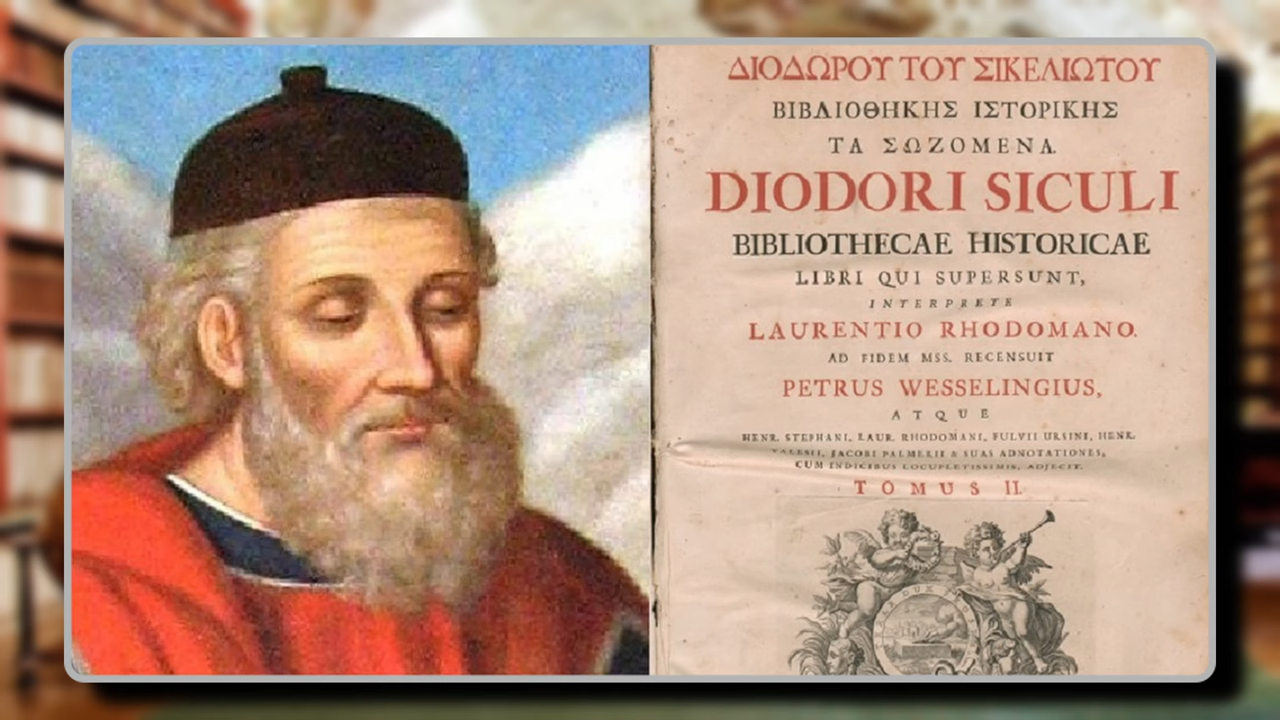 ΔΙΟΔΩΡΟΥ ΤΟΥ ΣΙΚΕΛΙΩΤΟΥ
ΒΙΒΛΙΟΘΗΚΗΣ ΙΣΤΟΡΙΚΗΣ
ΤΑ ΣΩΖΟΜΕΝΑ.
DIODORI SICULI
BIBLIOTHECAE HISTORICAE
LIBRI QUI SUPERSUNT,
INTERPRETE
LAURENTIO RHODOMANO.
AD FIDEM MSS. RECENSUIT
PETRUS WESSELINGIUS,
ATQUE
HENR. STEPHANI, LAUR. RHODOMANI, FULVII URSINI, HENR.
VALESII, JACOBI PALMERII & SUAS ADNOTATIONES,
CUM INDICIBUS LOCUPLETISSIMIS, ADJECIT.
TOMUS II.